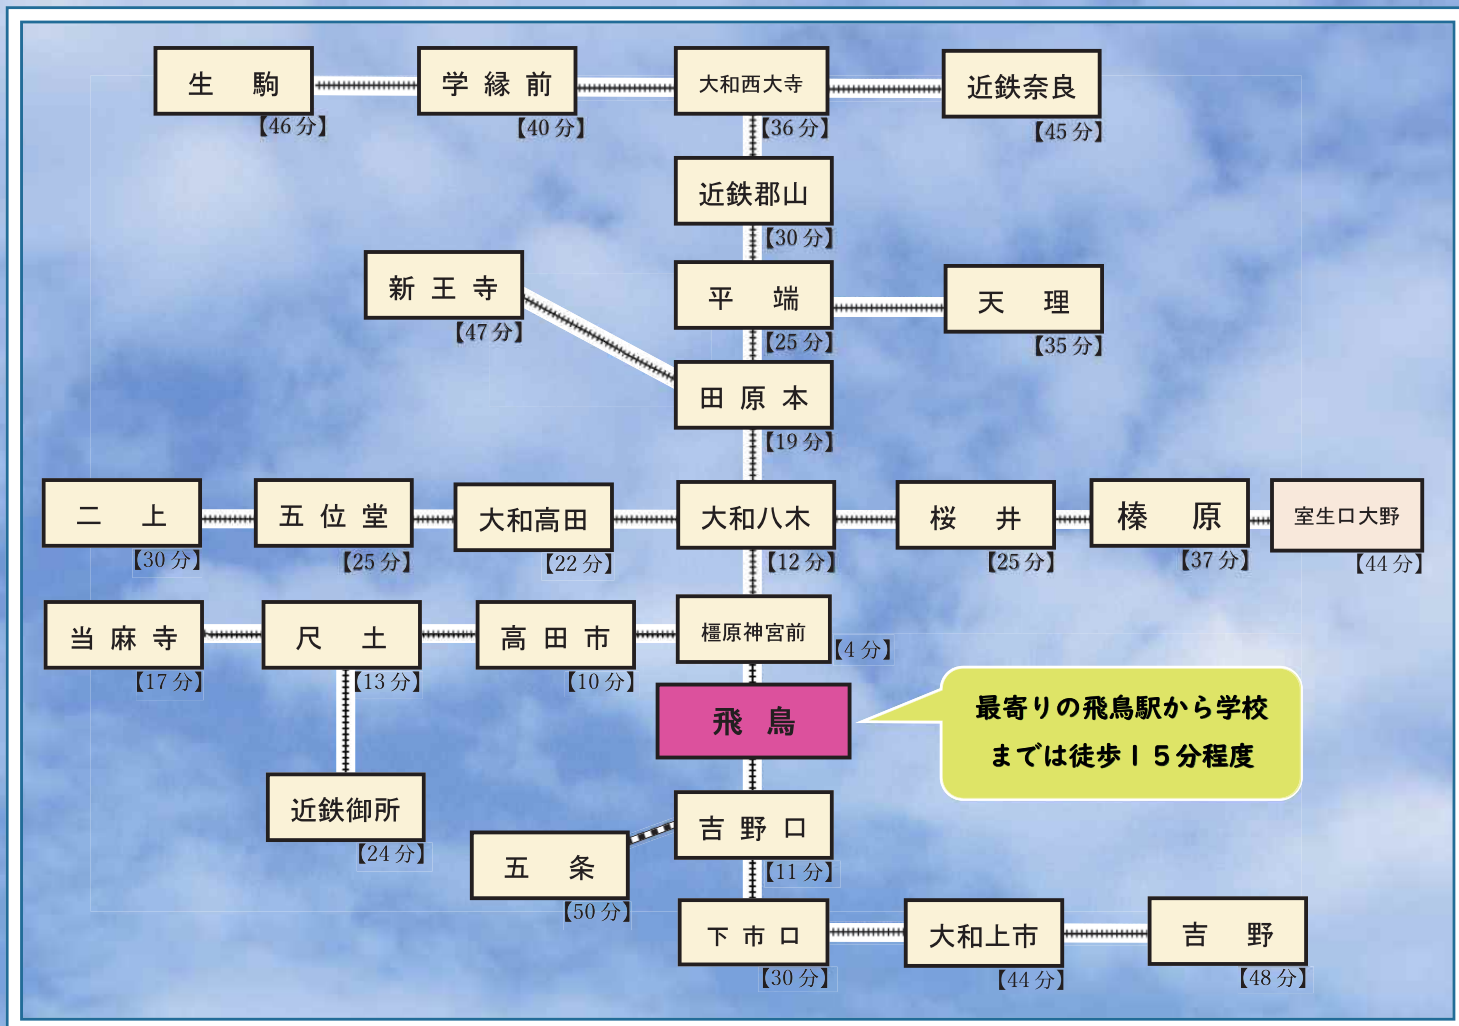 生 駒
【46分】
学 縁 前
【40分】
大和西大寺
【36分】
近鉄奈良
【45分】
近鉄郡山
【30分】
新 王 寺
【47分】
平 端
【25分】
天 理
【35分】
田 原 本
【19分】
二 上
【30分】
五 位 堂
【25分】
大和高田
【22分】
大和八木
【12分】
桜 井
【25分】
榛 原
【37分】
室生口大野
【44分】
当 麻 寺
【17分】
尺 土
【13分】
高 田 市
【10分】
橿原神宮前
【4分】
飛 鳥
最寄りの飛鳥駅から学校
までは徒歩15分程度
近鉄御所
【24分】
五 条
【50分】
吉 野 口
【11分】
下 市 口
【30分】
大和上市
【44分】
吉 野
【48分】